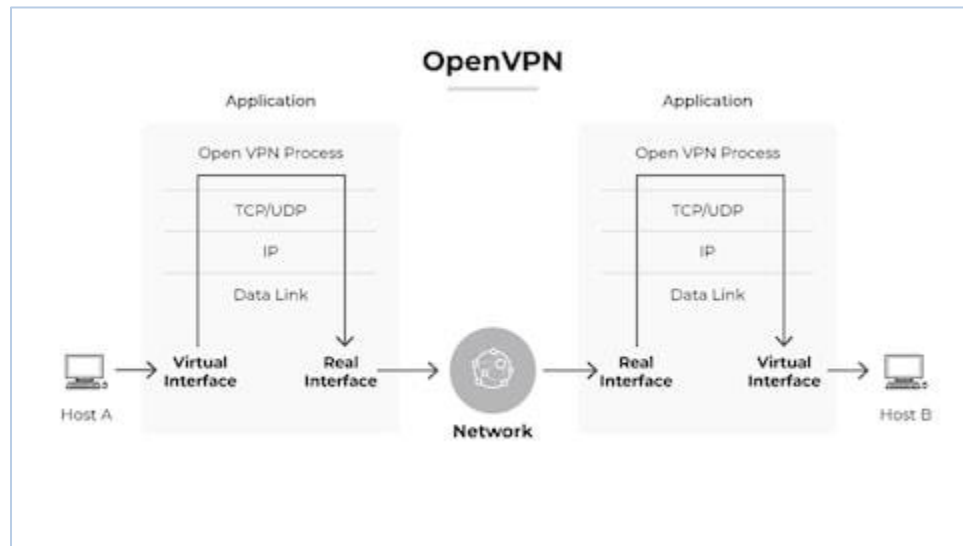 OpenVPN
Application
Open VPN Process
TCP/UDP
IP
Data Link
Virtual
Interface
Real
Interface
Host A
Network
Application
Open VPN Process
TCP/UDP
IP
Data Link
Real
Interface
Virtual
Interface
Host B